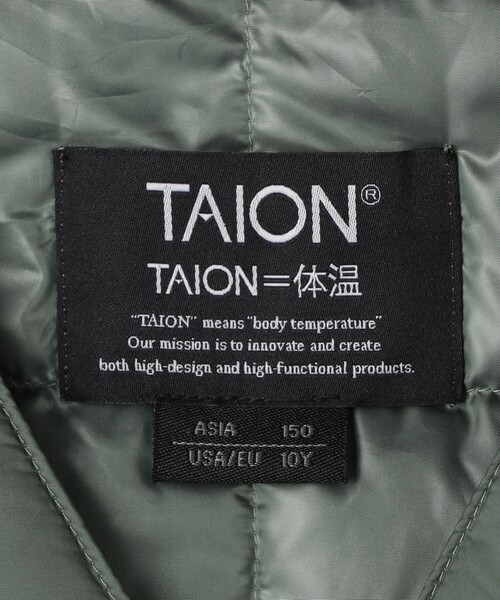 TAION®
TAION=体温
“TAION” means “body temperature”
Our mission is to innovate and create
both high-design and high-functional products.
ASIA 150
USA/EU 10Y